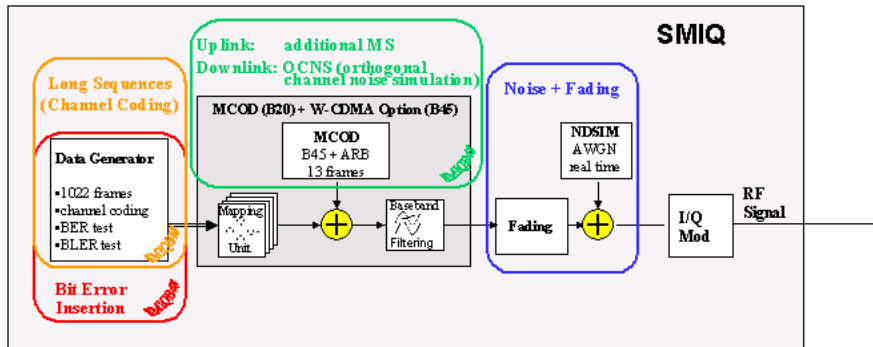 SMIQ
Uplink: additional MS
Downlink: OCNS (orthogonal
channel noise simulation)
Long Sequences
(Channel Coding)
Noise + Fading
MCOD (B20) + W-CDMA Option (B45)
MCOD
B45 + ARB
13 frames
NDSIM
AWGN
real time
Data Generator
▪1022 frames
▪channel coding
▪BER test
▪BLER test
Mapping
Unit
Baseband
Filtering
Fading
I/Q
Mod
RF
Signal
Bit Error
Insertion